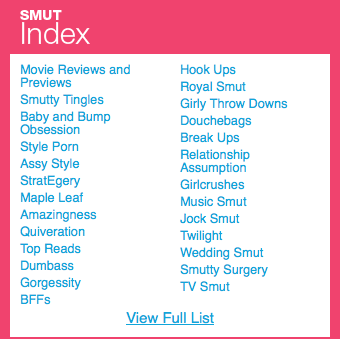 SMUT
Index
Movie Reviews and
Previews
Smutty Tingles
Baby and Bump
Obsession
Style Porn
Assy Style
StratEgery
Maple Leaf
Amazingness
Quiveration
Top Reads
Dumbass
Gorgessity
BFFs
Hook Ups
Royal Smut
Girly Throw Downs
Douchebags
Break Ups
Relationship
Assumption
Girlcrushes
Music Smut
Jock Smut
Twilight
Wedding Smut
Smutty Surgery
TV Smut
View Full List